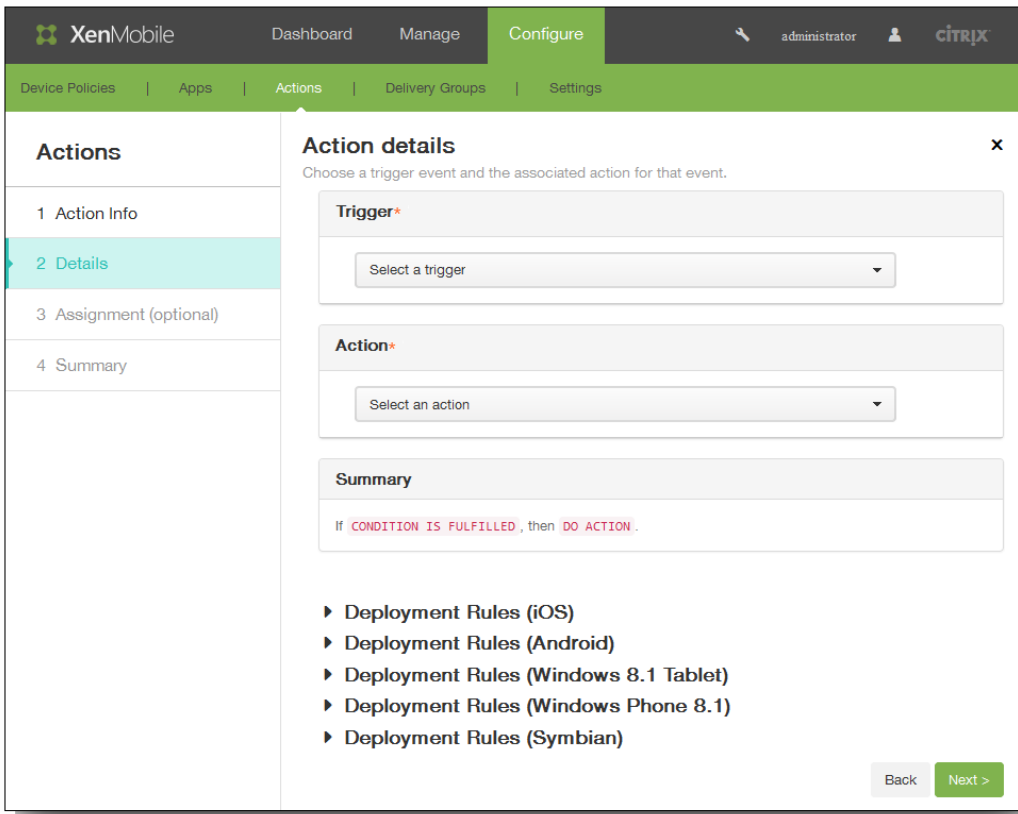 XenMobile Dashboard Manage Configure administrator CITRIX
Device Policies | Apps | Actions | Delivery Groups | Settings
Actions
1 Action Info
2 Details
3 Assignment (optional)
4 Summary
Action details
x
Choose a trigger event and the associated action for that event.
Trigger*
Select a trigger
Action*
Select an action
Summary
If CONDITION IS FULFILLED, then DO ACTION.
Deployment Rules (iOS)
Deployment Rules (Android)
Deployment Rules (Windows 8.1 Tablet)
Deployment Rules (Windows Phone 8.1)
Deployment Rules (Symbian)
Back Next >